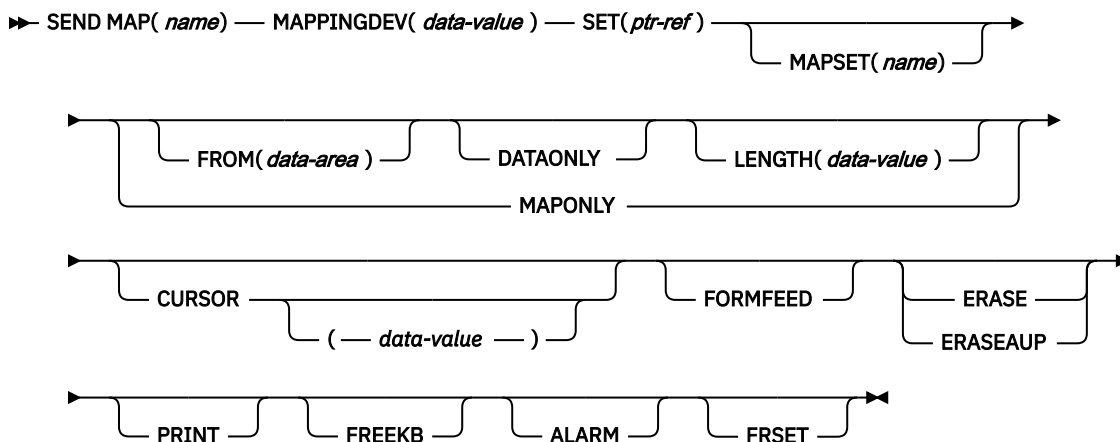 SEND MAP( name) MAPPINGDEV( data-value ) SET(ptr-ref )
MAPSET( name)
FROM( data-area ) DATAONLY LENGTH( data-value )
MAPONLY
CURSOR FORMFEED ERASE
( data-value ) ERASEAUP
PRINT FREEKB ALARM FRSET